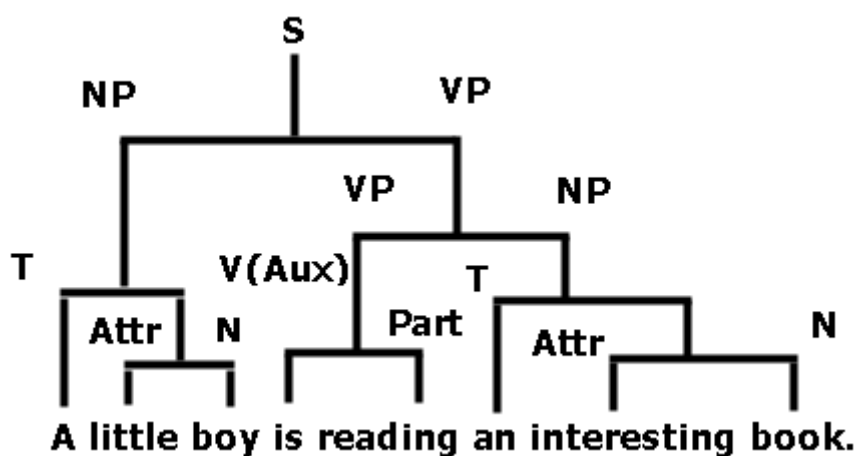 S
NP VP
VP NP
T V(Aux) T
Attr N Part Attr N
A little boy is reading an interesting book.